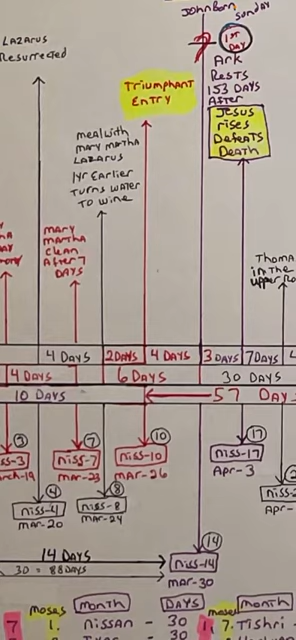 John Born
Sunday
1st
DAY
LAZARUS
Resurrected
Ark
Rests
153 DAYS
After
Triumphant
Entry
Jesus
rises
Defeats
Death
meal with
mary martha
LAZARUS
1yr Earlier
Turns water
TO wine
mary
martha
clean
After 7
DAYS
Thoma
in the
upper
4 DAYS
2 DAYS
4 DAYS
3 DAYS
7 DAYS
4 DAYS
6 DAYS
30 DAYS
10 DAYS
57 DAY
3
niss-3
rch-19
7
niss-7
mar-23
10
niss-10
mar-26
17
niss-17
Apr-3
4
niss-4
mar-20
8
niss-8
mar-24
niss-2
Apr-
14
niss-14
mar-30
14 DAYS
30 = 88 DAYS
moses
month
DAYS
moses
month
7
1. nissan - 30
7. Tishri -